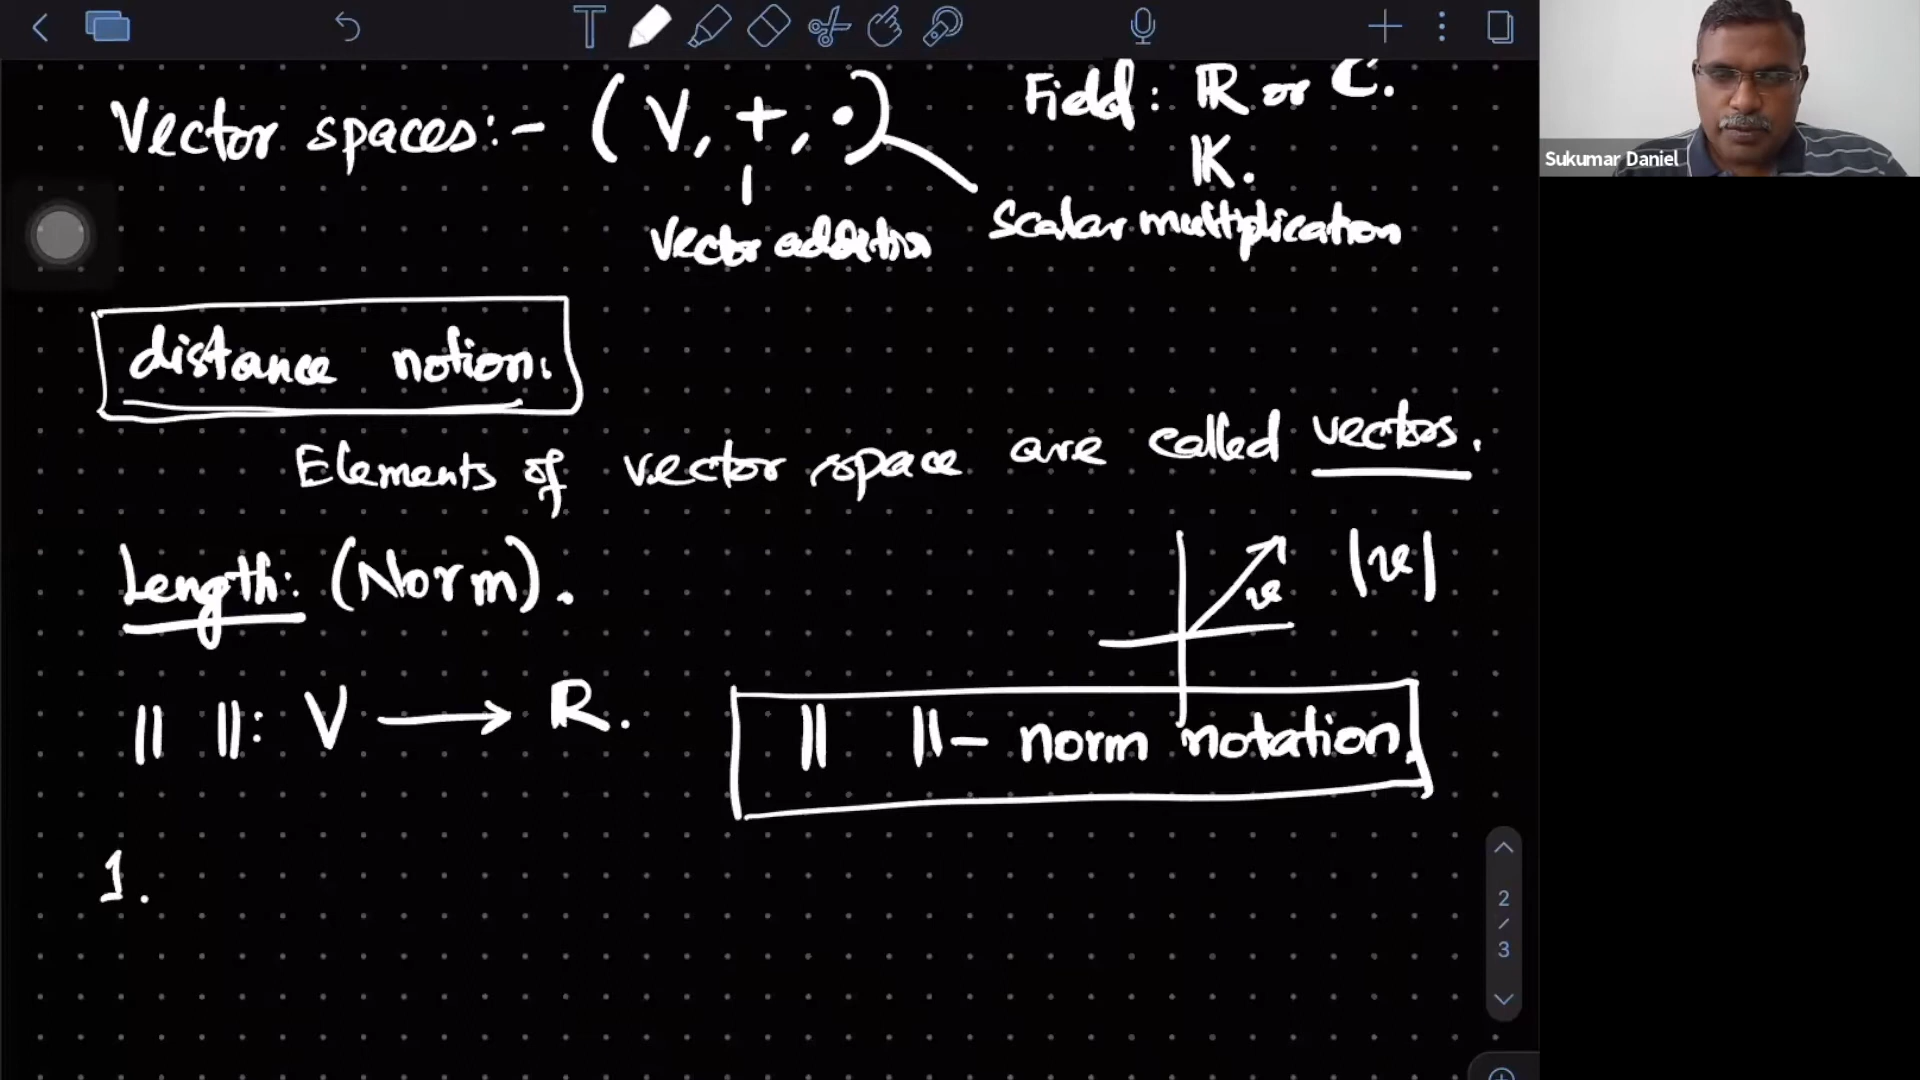 Vector spaces:- (V, +, •)
Field: ℝ or ℂ.
𝕂.
Vector addition
Scalar multiplication
distance notion.
Elements of vector space are called vectors.
Length: (Norm).
v
|v|
|| ||: V → ℝ.
|| || - norm notation.
1.
2
/
3
Sukumar Daniel